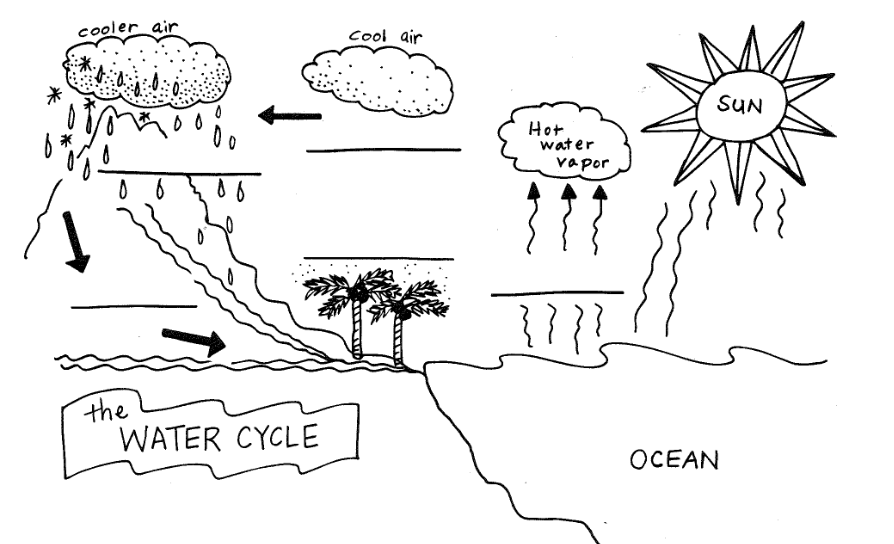 cooler air
cool air
SUN
Hot
water
vapor
the
WATER CYCLE
OCEAN